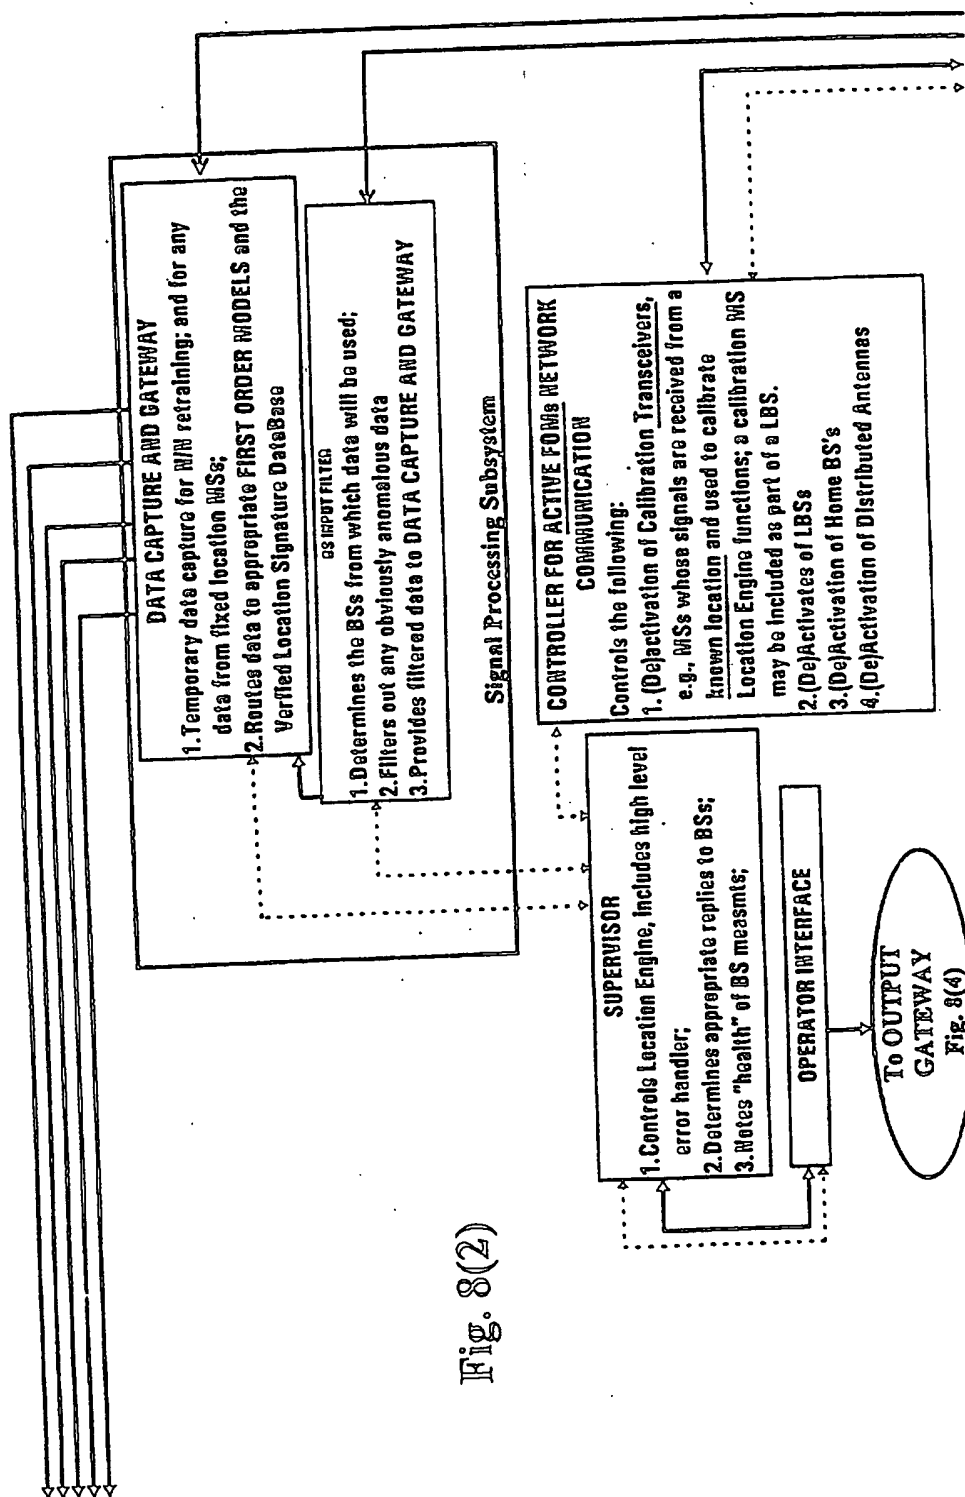 DATA CAPTURE AND GATEWAY
1.Temporary data capture for N/N retraining; and for any
data from fixed location MSs;
2.Routes data to appropriate FIRST ORDER MODELS and the
Verified Location Signature DataBase
BS INPUT FILTER
1.Determines the BSs from which data will be used;
2.Filters out any obviously anomalous data
3.Provides filtered data to DATA CAPTURE AND GATEWAY
Signal Processing Subsystem
CONTROLLER FOR ACTIVE FOMs NETWORK
COMMUNICATION
Controls the following:
1. (De)activation of Calibration Transceivers,
e.g., MSs whose signals are received from a
known location and used to calibrate
Location Engine functions; a calibration MS
may be included as part of a LBS.
2.(De)Activates of LBSs
3.(De)Activation of Home BS's
4.(De)Activation of Distributed Antennas
SUPERVISOR
1.Controls Location Engine, Includes high level
error handler;
2.Determines appropriate replies to BSs;
3.Notes "health" of BS measmts;
OPERATOR INTERFACE
To OUTPUT
GATEWAY
Fig. 8(4)
Fig. 8(2)